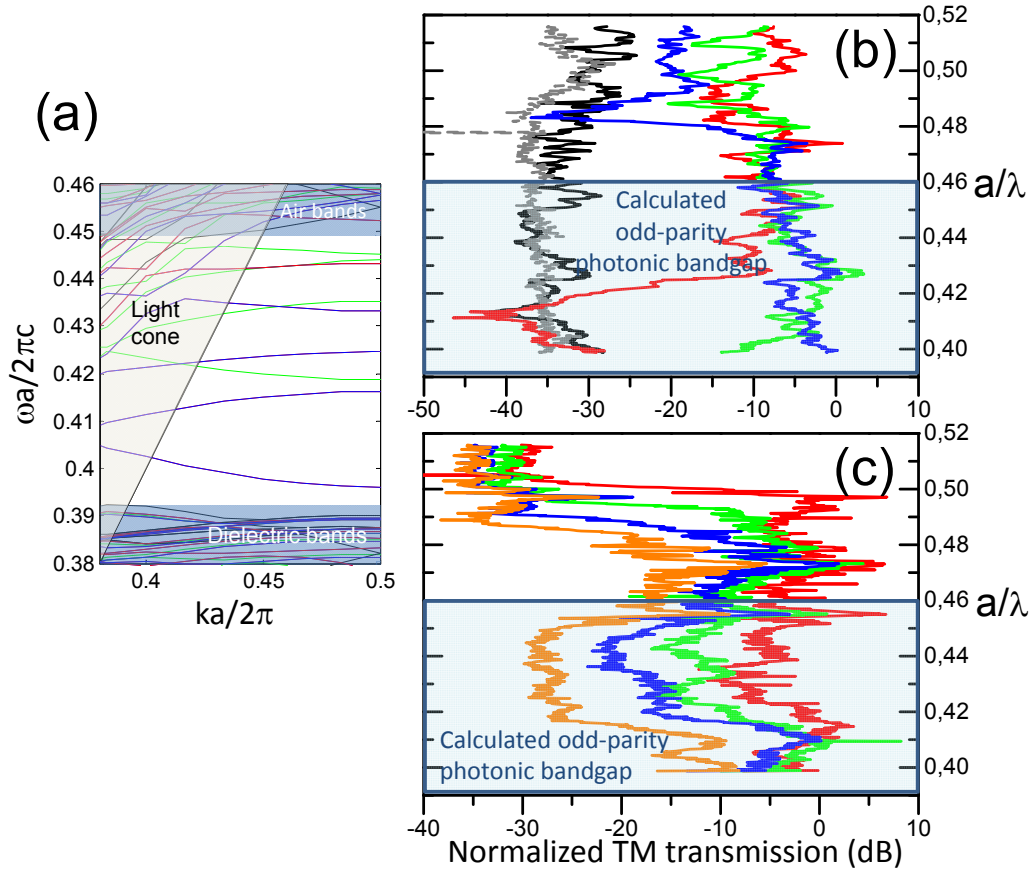 (a)
ωa/2πc
0.46
0.45
0.44
0.43
0.42
0.41
0.4
0.39
0.38
Air bands
Light
cone
Dielectric bands
0.4
0.45
0.5
ka/2π
(b)
0,52
0,50
0,48
0,46
0,44
0,42
0,40
a/λ
Calculated
odd-parity
photonic bandgap
-50
-40
-30
-20
-10
0
10
(c)
0,52
0,50
0,48
0,46
0,44
0,42
0,40
a/λ
Calculated odd-parity
photonic bandgap
-40
-30
-20
-10
0
10
Normalized TM transmission (dB)